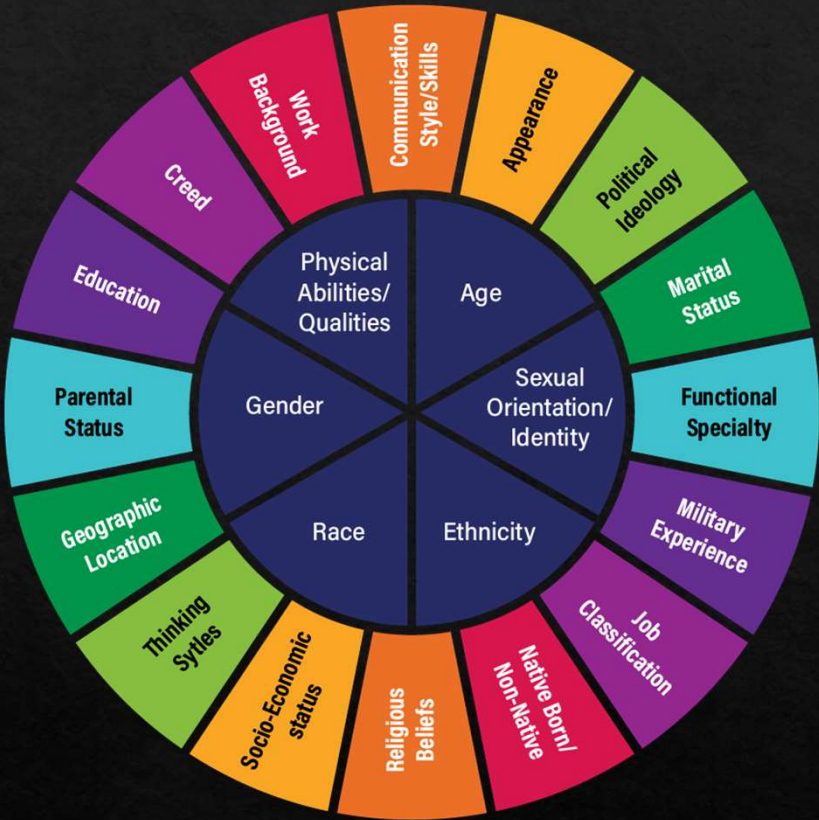 Communication
Style/Skills
Appearance
Political
Ideology
Marital
Status
Functional
Specialty
Military
Experience
Job
Classification
Native Born/
Non-Native
Religious
Beliefs
Socio-Economic
status
Thinking
Sytles
Geographic
Location
Parental
Status
Education
Creed
Work
Background
Physical
Abilities/
Qualities
Age
Sexual
Orientation/
Identity
Ethnicity
Race
Gender